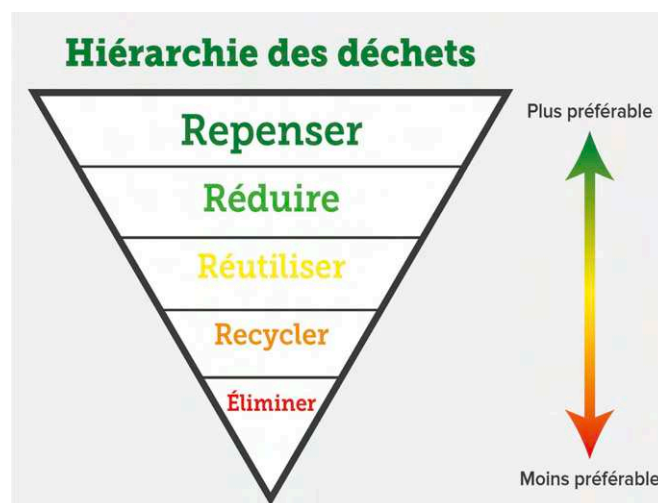 Hiérarchie des déchets
Plus préférable
Repenser
Réduire
Réutiliser
Recycler
Éliminer
Moins préférable